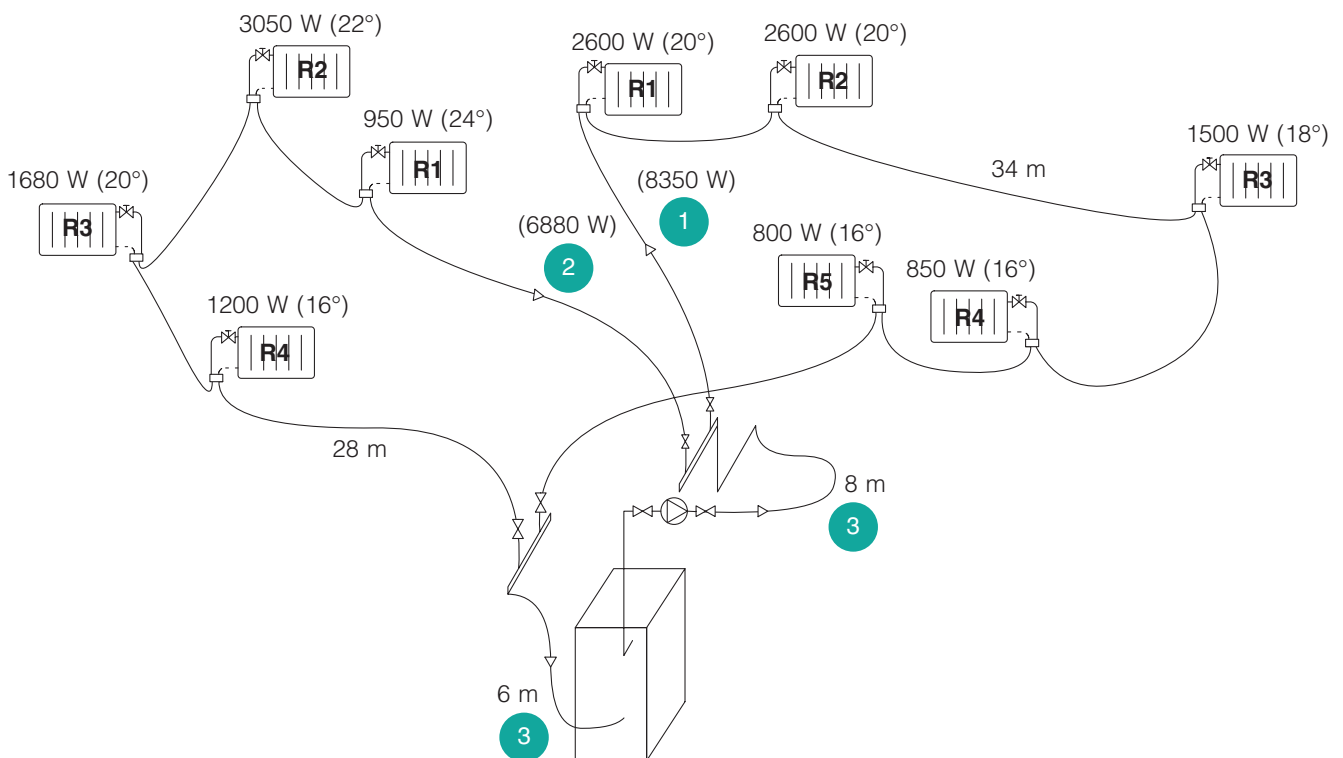 3050 W (22°)
R2
2600 W (20°)
R1
2600 W (20°)
R2
950 W (24°)
R1
1500 W (18°)
R3
34 m
1680 W (20°)
R3
(8350 W)
1
(6880 W)
2
800 W (16°)
R5
850 W (16°)
R4
1200 W (16°)
R4
28 m
8 m
3
6 m
3